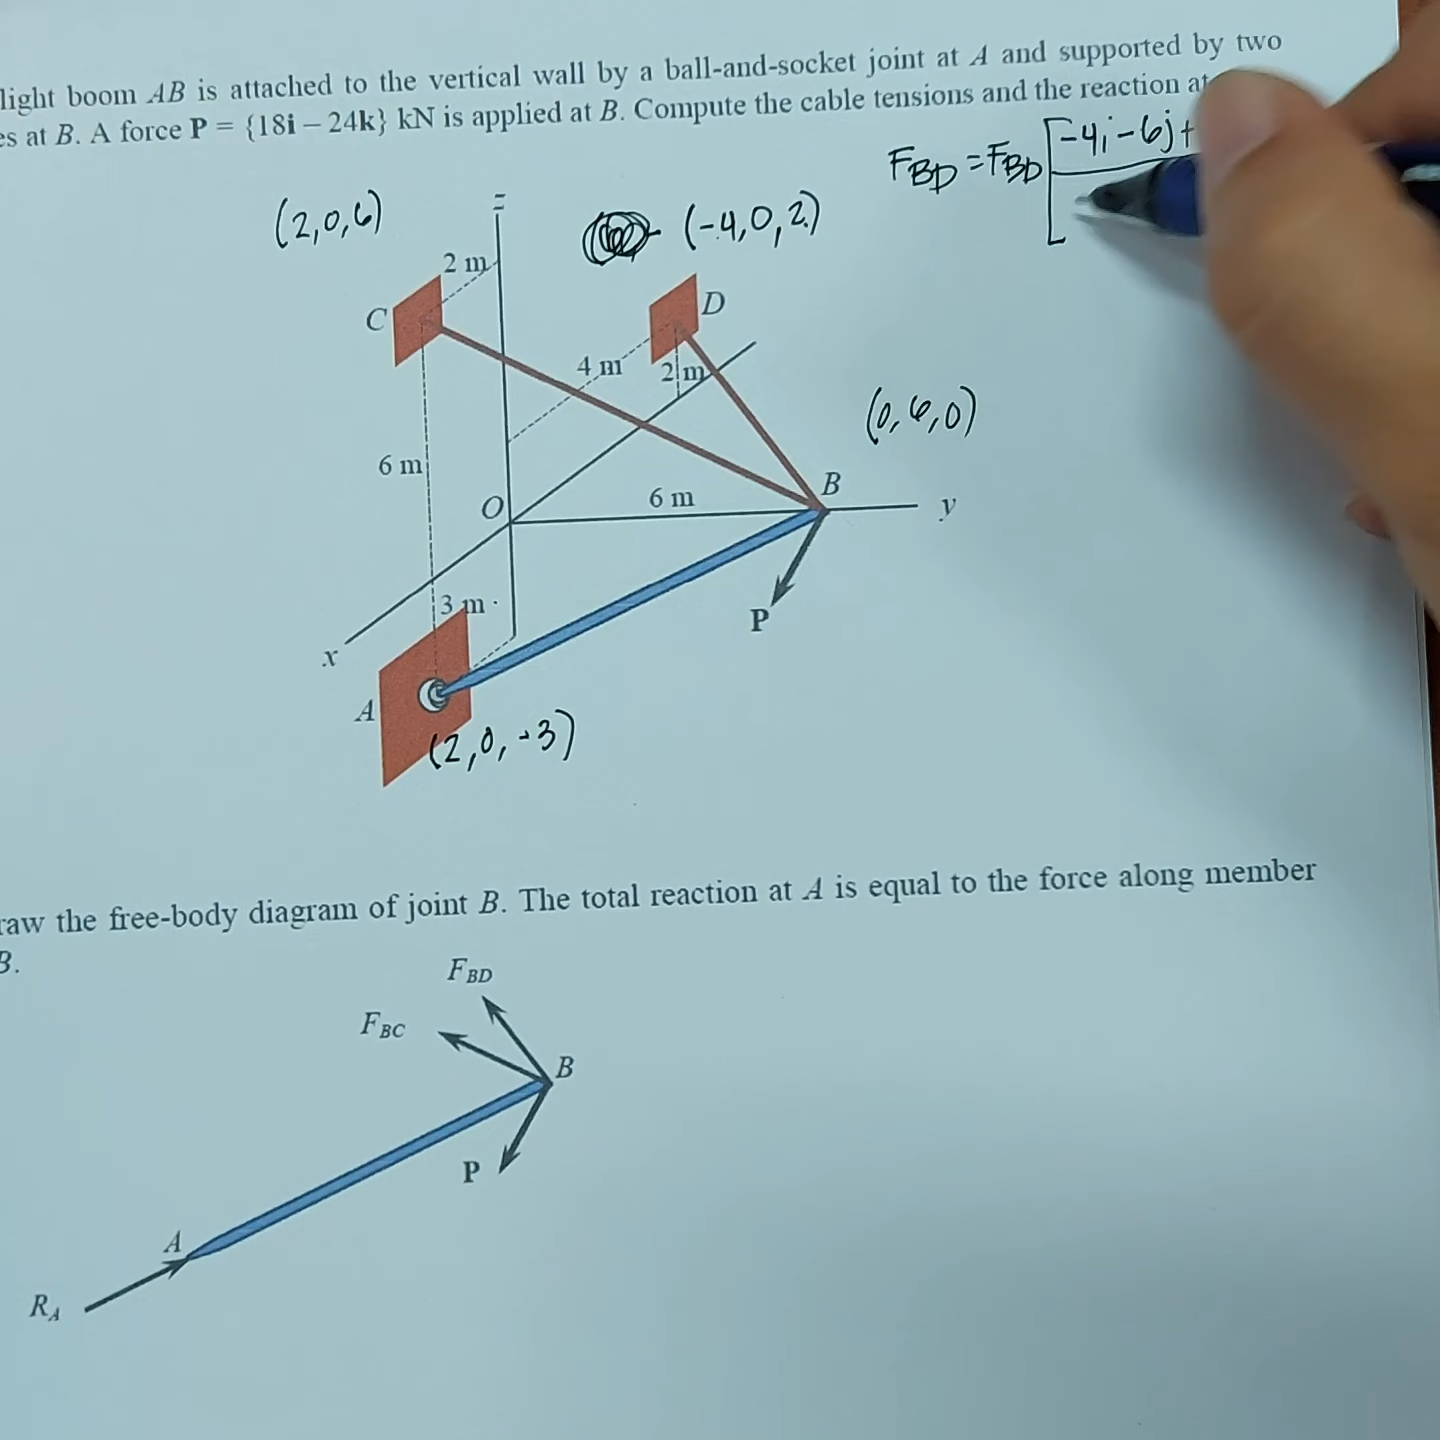 light boom AB is attached to the vertical wall by a ball-and-socket joint at A and supported by two
es at B. A force P = {18i – 24k} kN is applied at B. Compute the cable tensions and the reaction at
F_BD = F_BD [-4i - 6j +
(2,0,6)
z
(-4,0,2)
2 m
C
D
4 m
2 m
(0,6,0)
6 m
O
6 m
B
y
3 m
P
x
A
(2,0,-3)
raw the free-body diagram of joint B. The total reaction at A is equal to the force along member
B.
F_BD
F_BC
B
P
A
R_A